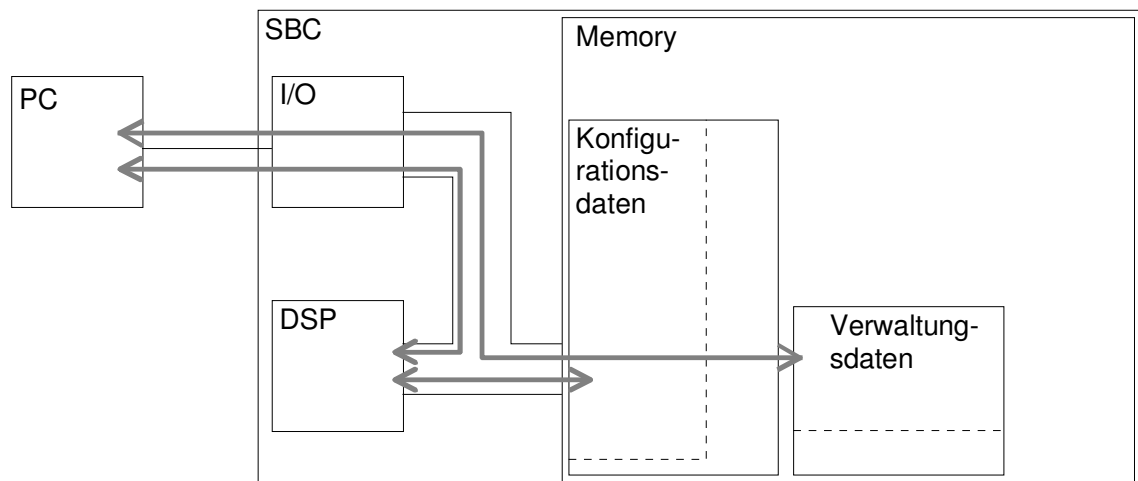 SBC
Memory
PC
I/O
Konfigu-
rations-
daten
DSP
Verwaltung-
sdaten